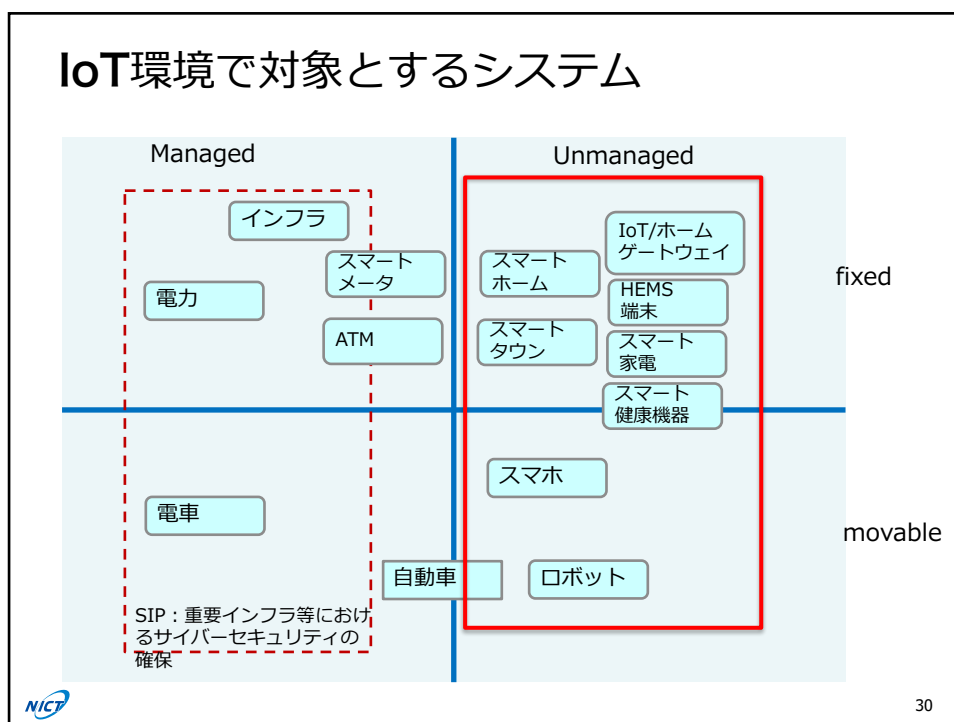 IoT環境で対象とするシステム
Managed
Unmanaged
インフラ
スマート
メータ
電力
ATM
スマート
ホーム
IoT/ホーム
ゲートウェイ
HEMS
端末
スマート
タウン
スマート
家電
スマート
健康機器
fixed
スマホ
電車
movable
自動車
ロボット
SIP：重要インフラ等におけ
るサイバーセキュリティの
確保
NICT
30